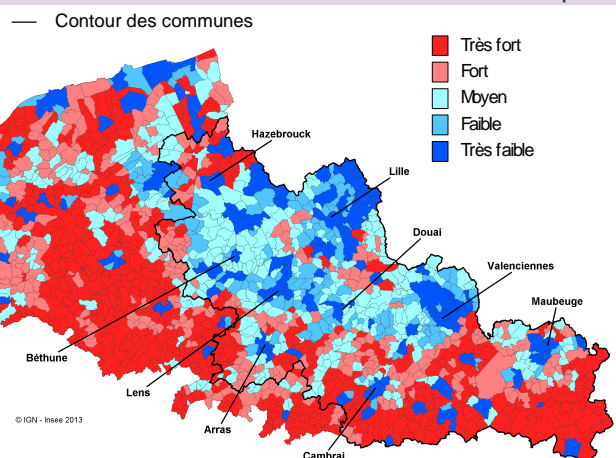 Contour des communes
Très fort
Fort
Moyen
Faible
Très faible
Hazebrouck
Lille
Douai
Valenciennes
Maubeuge
Béthune
Lens
Arras
Cambrai
© IGN - Insee 2013